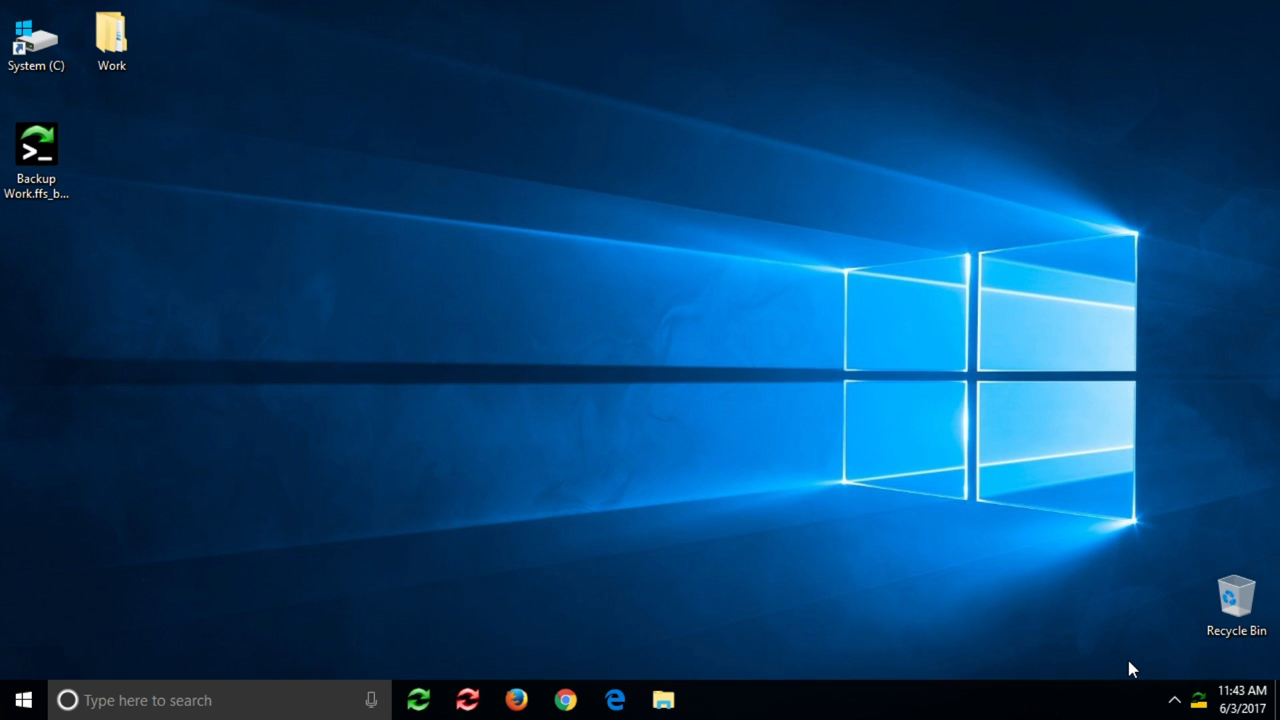 System (C)
Work
Backup
Work.ffs_b...
Recycle Bin
Type here to search
11:43 AM
6/3/2017